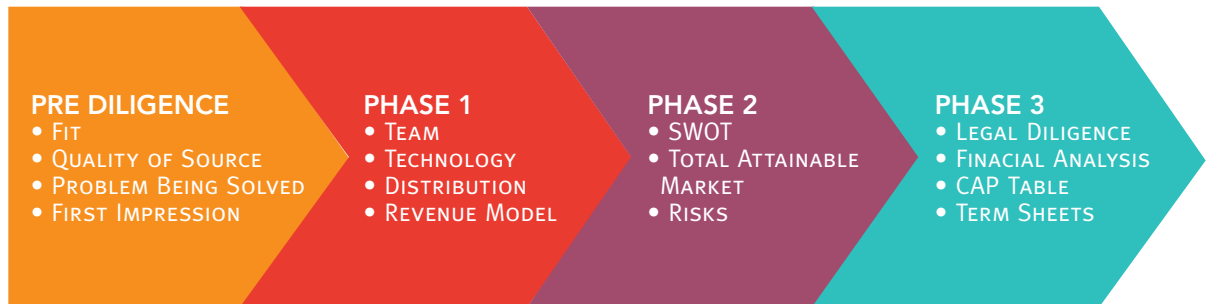 PRE DILIGENCE
• Fit
• Quality of Source
• Problem Being Solved
• First Impression
PHASE 1
• Team
• Technology
• Distribution
• Revenue Model
PHASE 2
• SWOT
• Total Attainable
Market
• Risks
PHASE 3
• Legal Diligence
• Finacial Analysis
• CAP Table
• Term Sheets